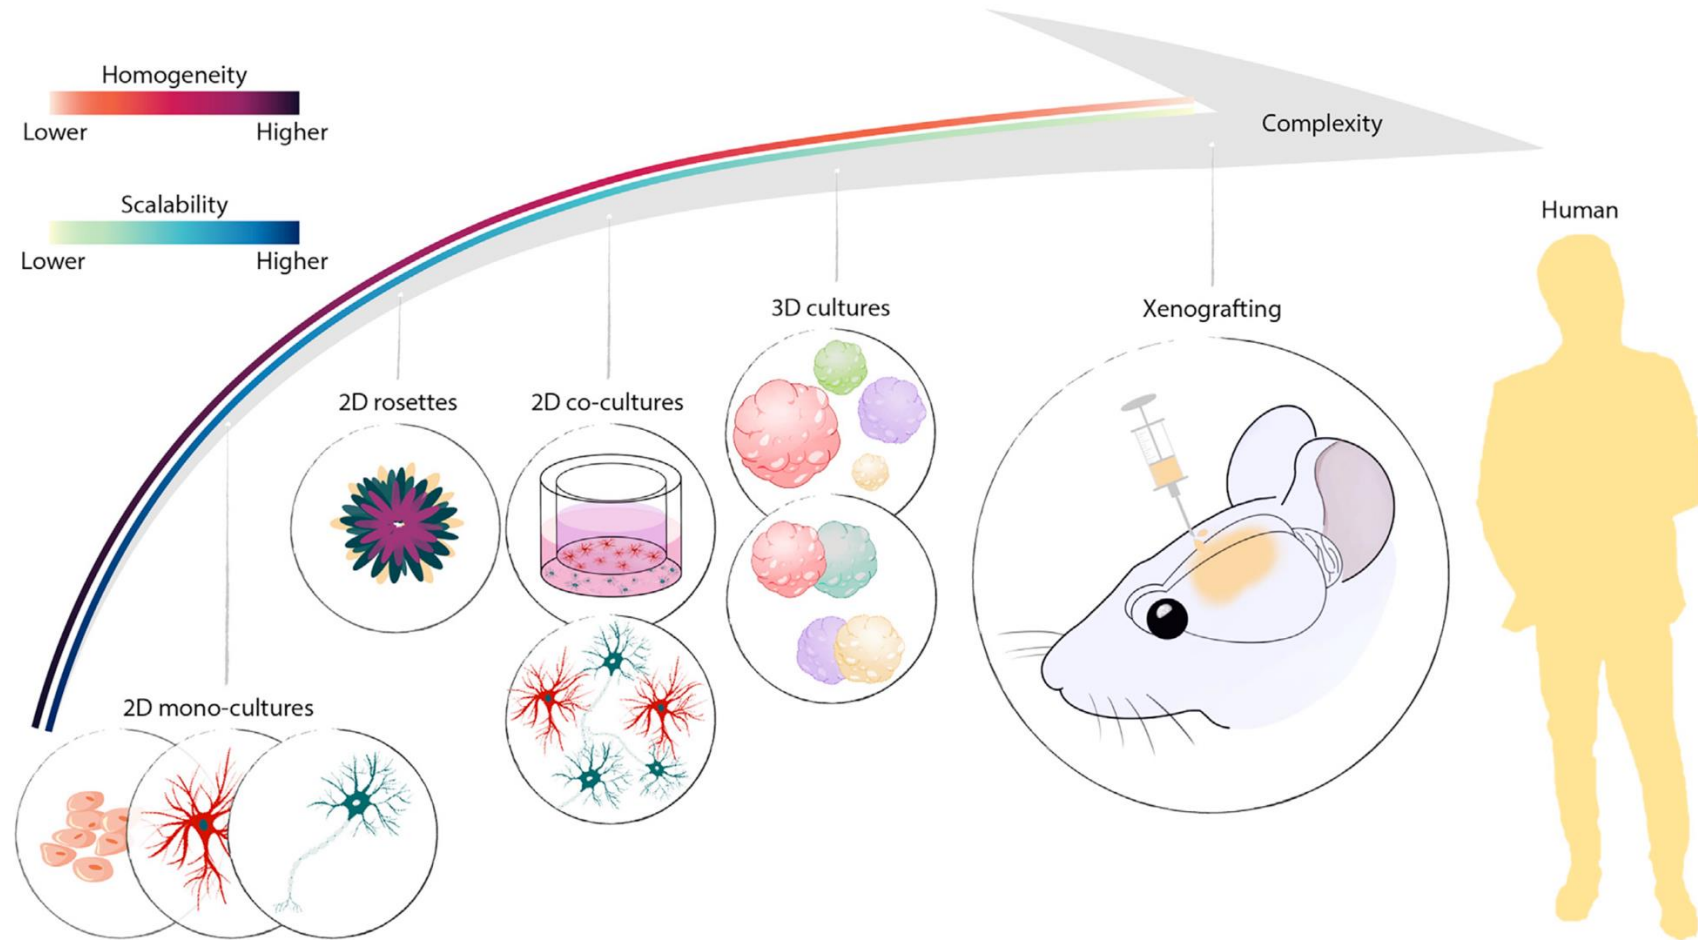 Homogeneity
Lower Higher
Scalability
Lower Higher
Complexity
Human
3D cultures
Xenografting
2D rosettes
2D co-cultures
2D mono-cultures